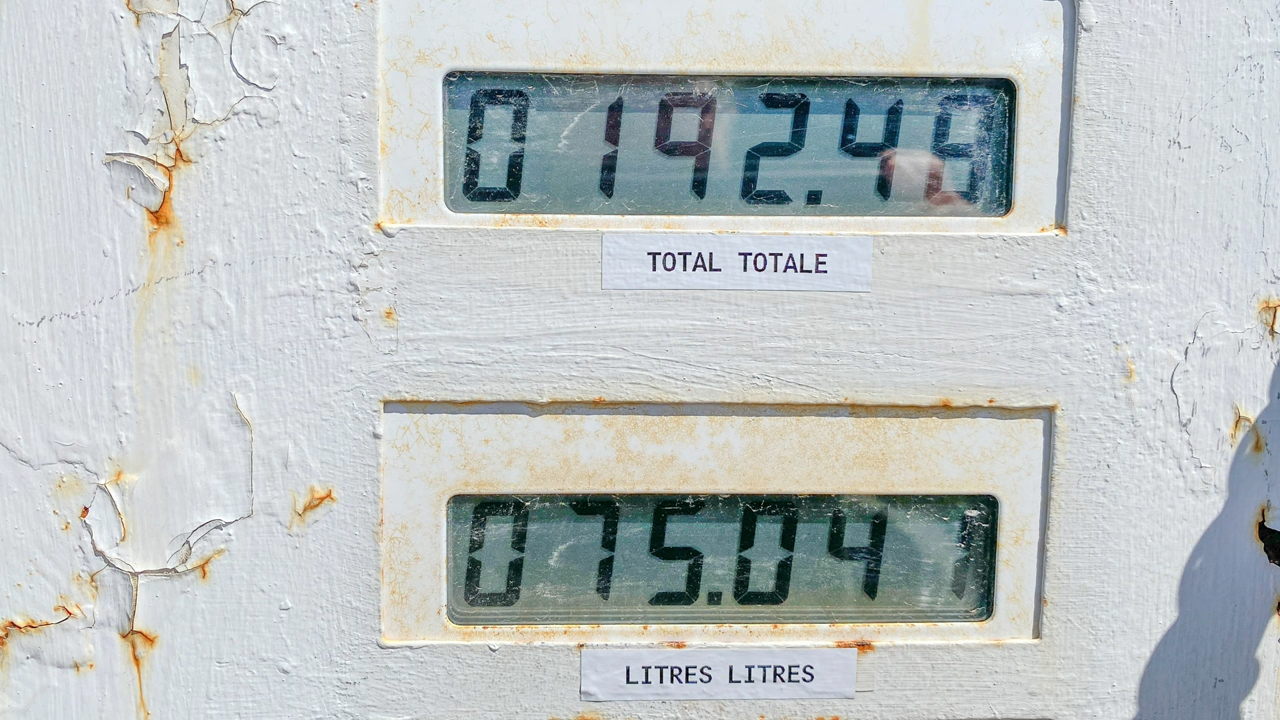 0192.48
TOTAL TOTALE
075.041
LITRES LITRES